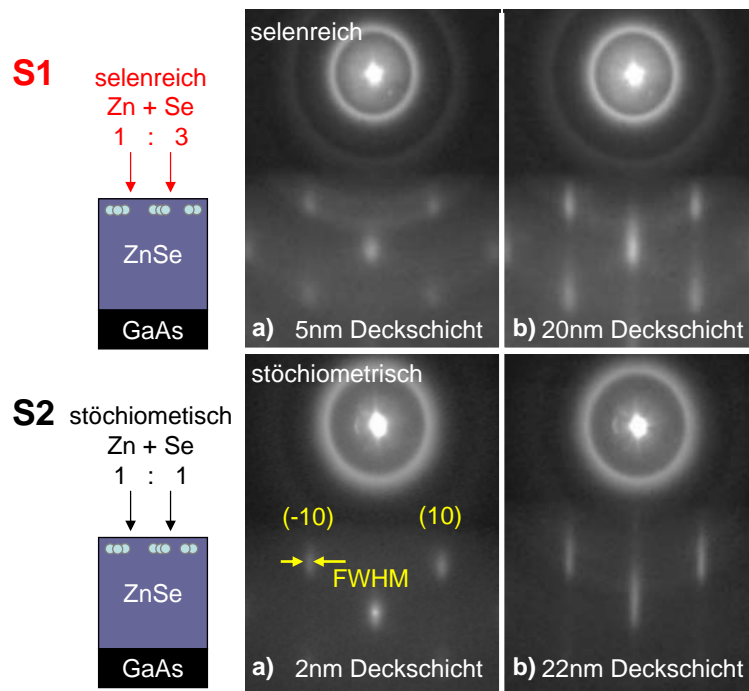 S1
selenreich
Zn + Se
1 : 3
ZnSe
GaAs
selenreich
a) 5nm Deckschicht
b) 20nm Deckschicht
S2
stöchiometisch
Zn + Se
1 : 1
ZnSe
GaAs
stöchiometrisch
(-10) (10)
FWHM
a) 2nm Deckschicht
b) 22nm Deckschicht